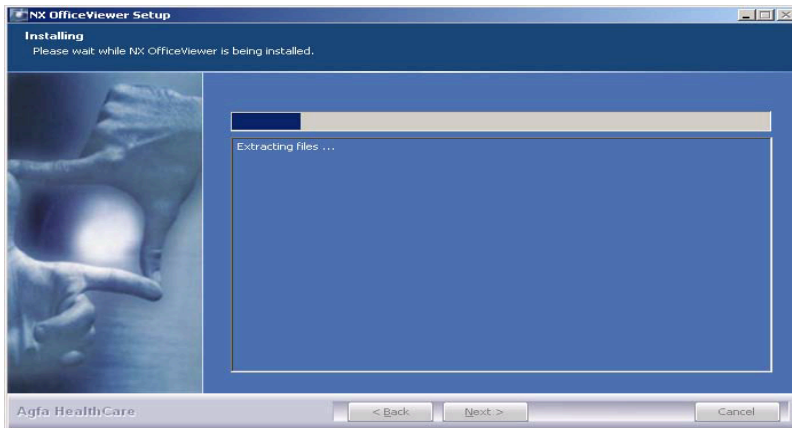 NX OfficeViewer Setup
Installing
Please wait while NX OfficeViewer is being installed.
Extracting files ...
Agfa HealthCare
< Back
Next >
Cancel